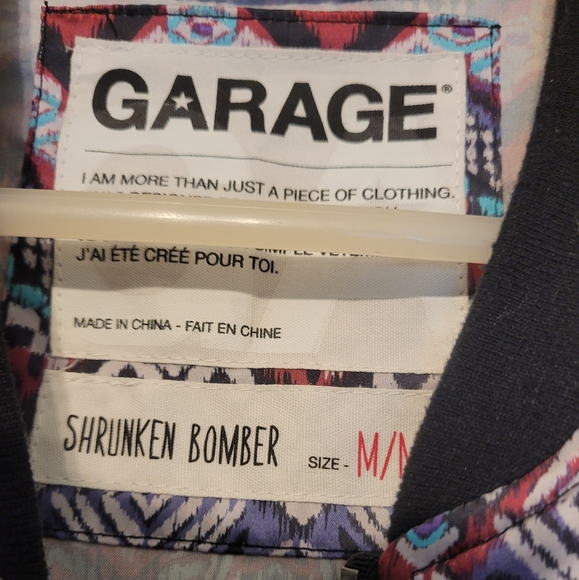 GARAGE®
I AM MORE THAN JUST A PIECE OF CLOTHING.
J'AI ÉTÉ CRÉÉ POUR TOI.
MADE IN CHINA - FAIT EN CHINE
SHRUNKEN BOMBER SIZE - M/